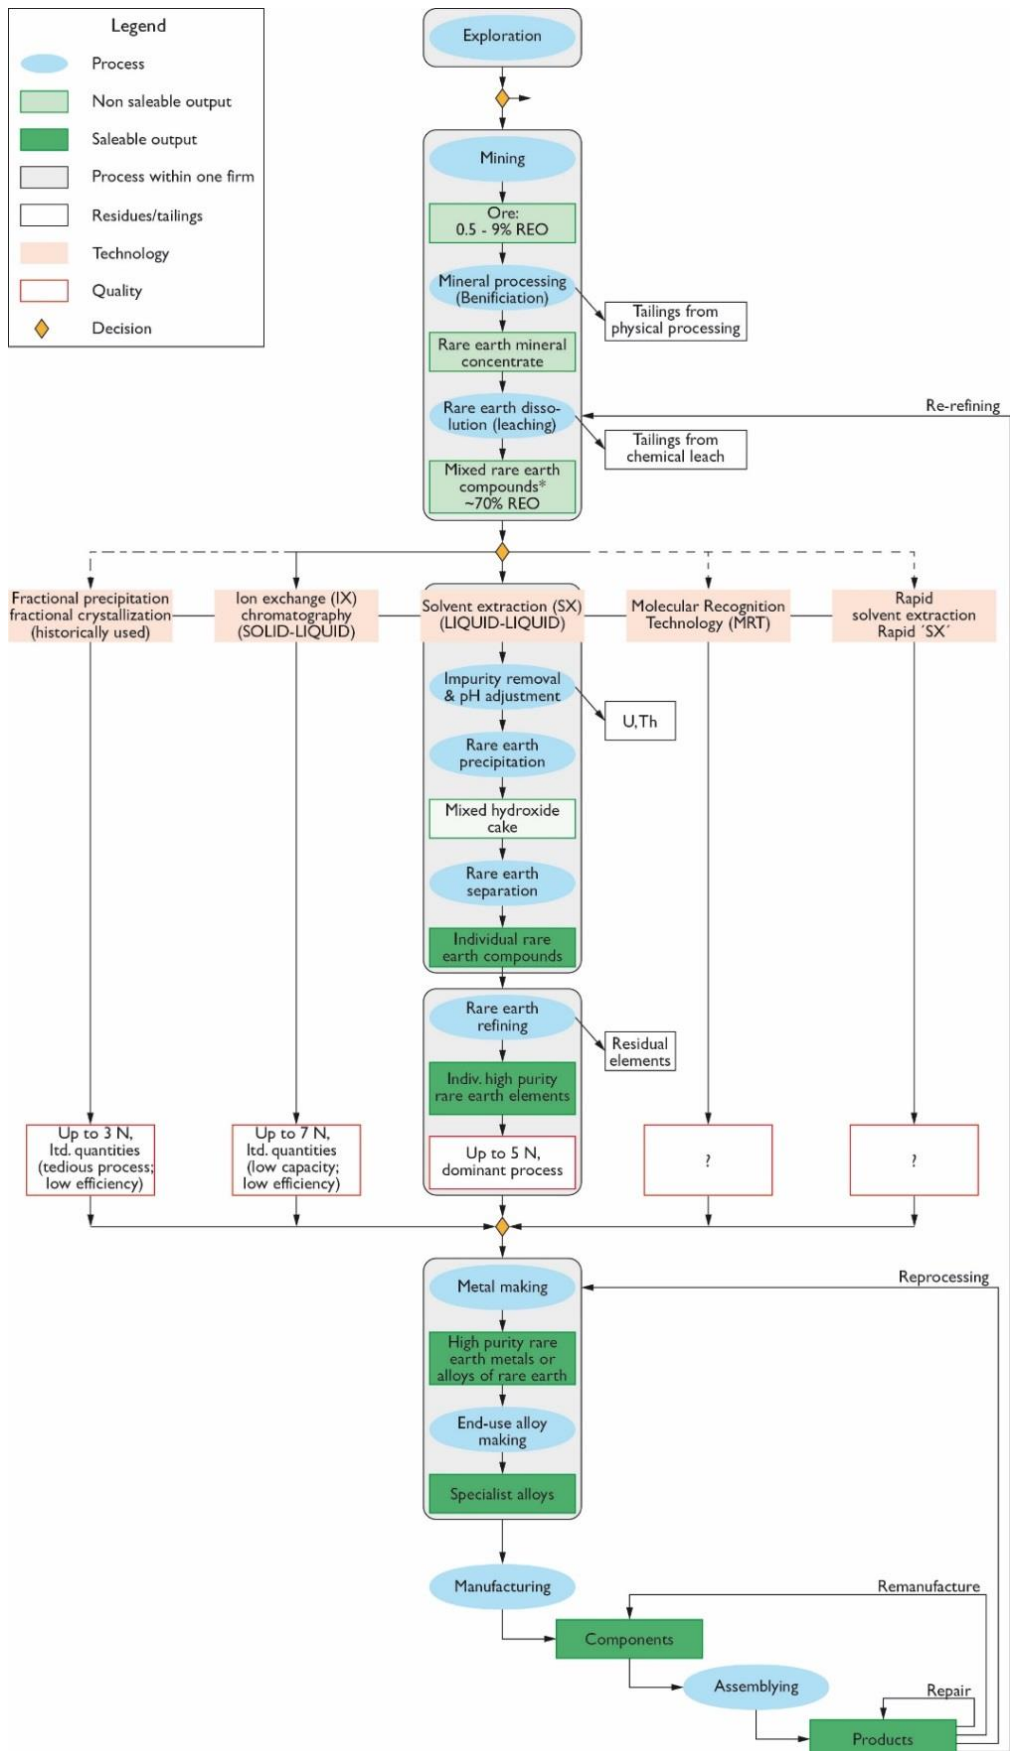 Legend
Process
Non saleable output
Saleable output
Process within one firm
Residues/tailings
Technology
Quality
Decision
Exploration
Mining
Ore:
0.5 - 9% REO
Mineral processing
(Benificiation)
Tailings from
physical processing
Rare earth mineral
concentrate
Re-refining
Rare earth disso-
lution (leaching)
Tailings from
chemical leach
Mixed rare earth
compounds*
~70% REO
Fractional precipitation
fractional crystallization
(historically used)
Ion exchange (IX)
chromatography
(SOLID-LIQUID)
Solvent extraction (SX)
(LIQUID-LIQUID)
Molecular Recognition
Technology (MRT)
Rapid
solvent extraction
Rapid ´SX´
Impurity removal
& pH adjustment
U,Th
Rare earth
precipitation
Mixed hydroxide
cake
Rare earth
separation
Individual rare
earth compounds
Rare earth
refining
Residual
elements
Indiv. high purity
rare earth elements
Up to 3 N,
ltd. quantities
(tedious process;
low efficiency)
Up to 7 N,
ltd. quantities
(low capacity;
low efficiency)
Up to 5 N,
dominant process
?
?
Reprocessing
Metal making
High purity rare
earth metals or
alloys of rare earth
End-use alloy
making
Specialist alloys
Manufacturing
Remanufacture
Components
Assemblying
Repair
Products